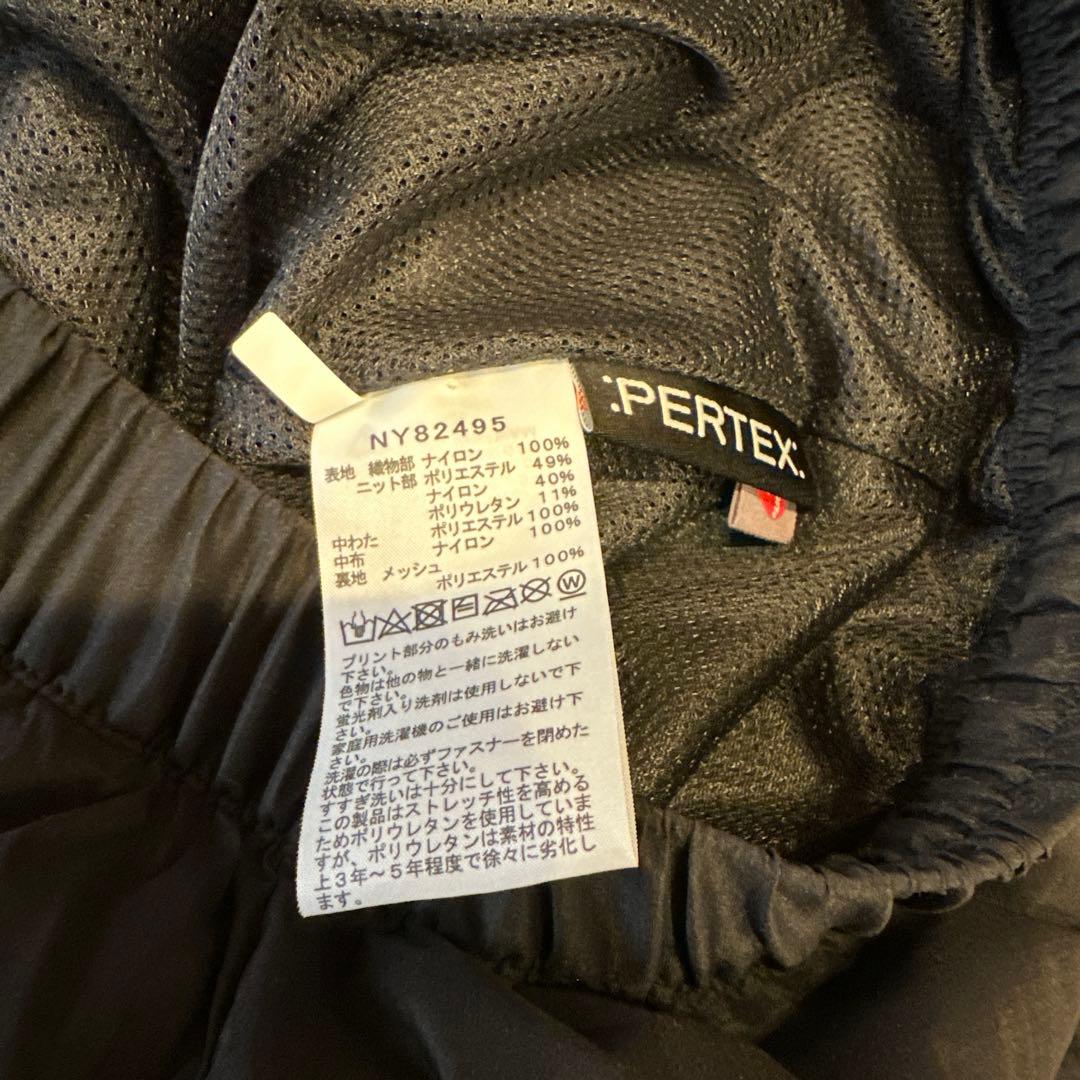 NY82495
表地 織物部 ナイロン 100%
ニット部 ポリエステル 49%
ナイロン 40%
ポリウレタン 11%
中わた ポリエステル 100%
中布 ナイロン 100%
裏地 メッシュ
ポリエステル 100%
W
プリント部分のもみ洗いはお避け
下さい。
色物は他の物と一緒に洗濯しない
で下さい。
蛍光剤入り洗剤は使用しないで下
さい。
家庭用洗濯機のご使用はお避け下
さい。
洗濯の際は必ずファスナーを閉めた
状態で行って下さい。
すすぎ洗いは十分にして下さい。
この製品はストレッチ性を高める
ためポリウレタンを使用していま
すが、ポリウレタンは素材の特性
上3年～5年程度で徐々に劣化し
ます。
:PERTEX: